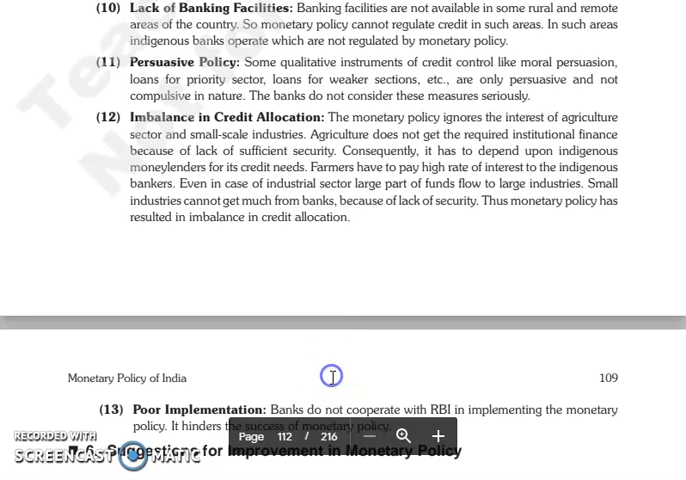 (10) Lack of Banking Facilities: Banking facilities are not available in some rural and remote
areas of the country. So monetary policy cannot regulate credit in such areas. In such areas
indigenous banks operate which are not regulated by monetary policy.
(11) Persuasive Policy: Some qualitative instruments of credit control like moral persuasion,
loans for priority sector, loans for weaker sections, etc., are only persuasive and not
compulsive in nature. The banks do not consider these measures seriously.
(12) Imbalance in Credit Allocation: The monetary policy ignores the interest of agriculture
sector and small-scale industries. Agriculture does not get the required institutional finance
because of lack of sufficient security. Consequently, it has to depend upon indigenous
moneylenders for its credit needs. Farmers have to pay high rate of interest to the indigenous
bankers. Even in case of industrial sector large part of funds flow to large industries. Small
industries cannot get much from banks, because of lack of security. Thus monetary policy has
resulted in imbalance in credit allocation.
Monetary Policy of India 109
(13) Poor Implementation: Banks do not cooperate with RBI in implementing the monetary
policy. It hinders the success of monetary policy.
Page 112 / 216
RECORDED WITH
SCREENCAST MATIC
6. Suggestions for Improvement in Monetary Policy